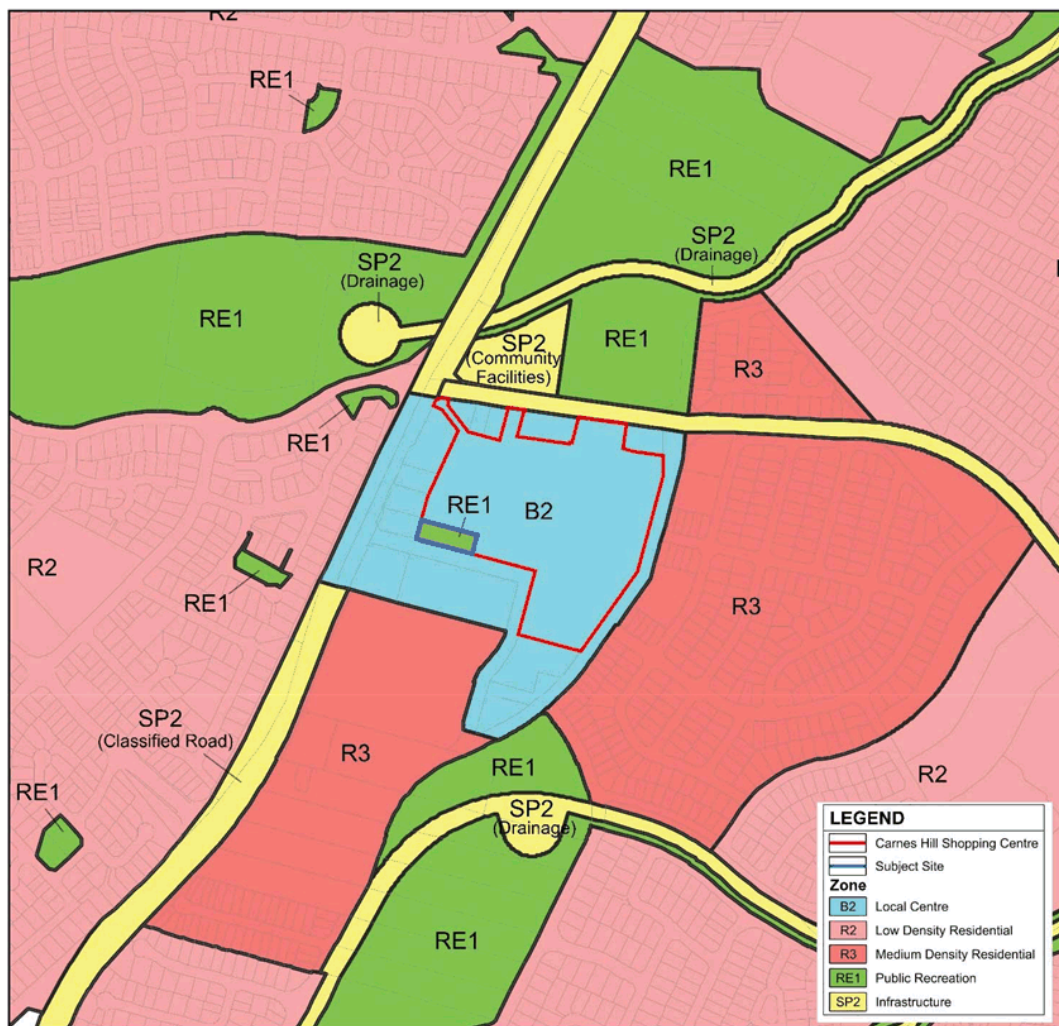 R2
RE1
RE1
SP2
(Drainage)
SP2
(Drainage)
RE1
RE1
SP2
(Community
Facilities)
R3
RE1
RE1
B2
R2
RE1
R3
SP2
(Classified Road)
R3
RE1
R2
RE1
SP2
(Drainage)
RE1
LEGEND
Carnes Hill Shopping Centre
Subject Site
Zone
B2 Local Centre
R2 Low Density Residential
R3 Medium Density Residential
RE1 Public Recreation
SP2 Infrastructure